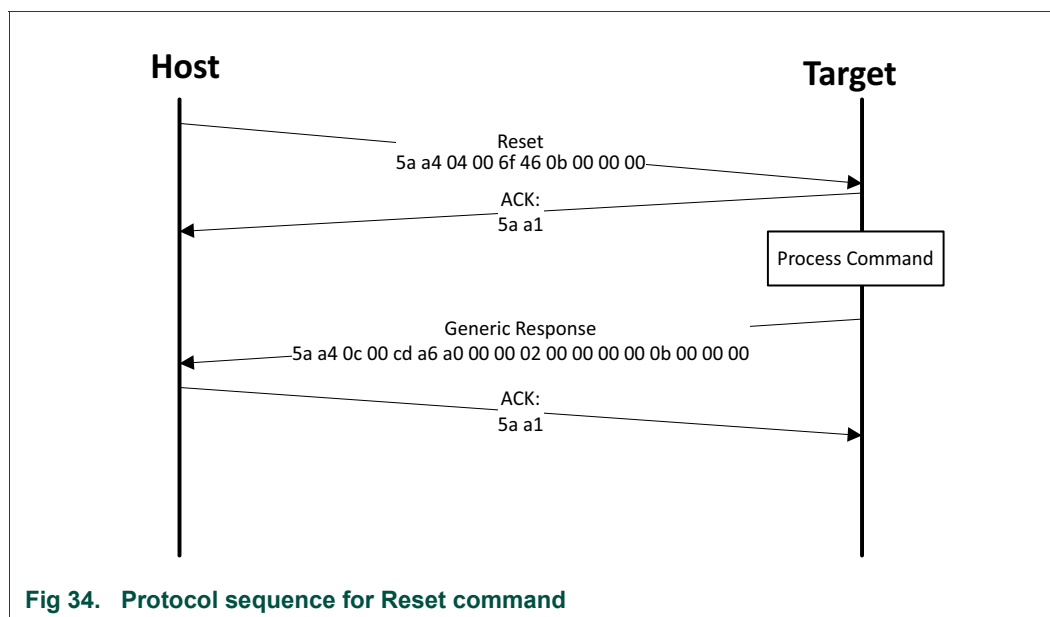 Host
Target
Reset
5a a4 04 00 6f 46 0b 00 00 00
ACK:
5a a1
Process Command
Generic Response
5a a4 0c 00 cd a6 a0 00 00 02 00 00 00 00 0b 00 00 00
ACK:
5a a1
Fig 34. Protocol sequence for Reset command